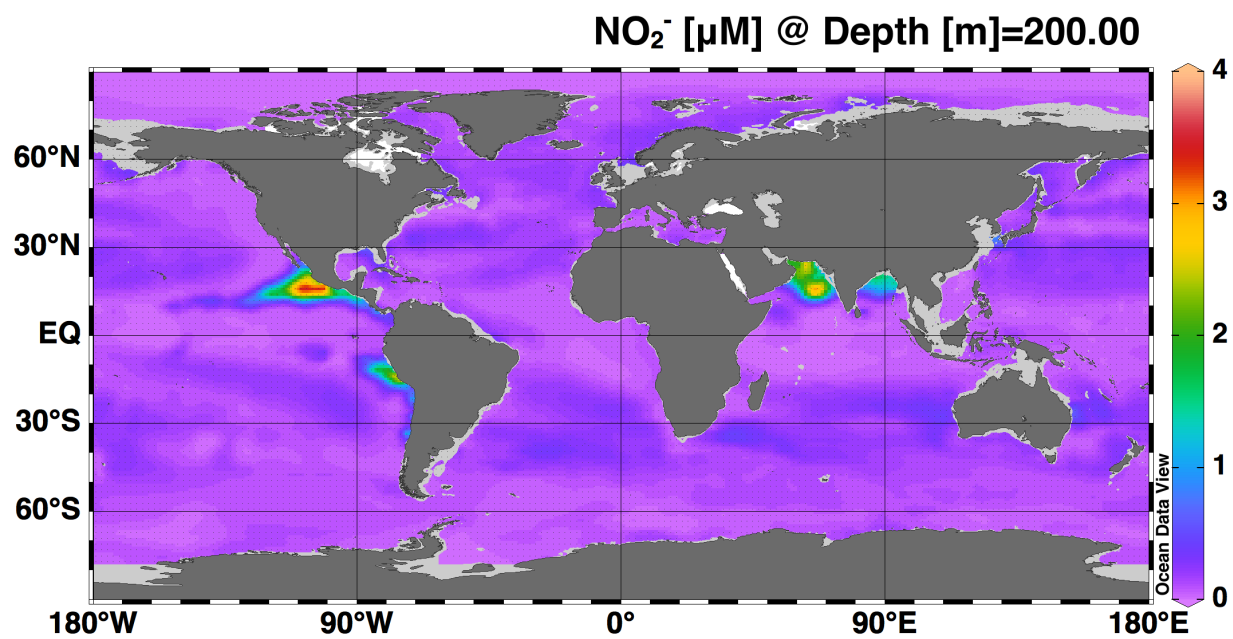 NO₂⁻ [µM] @ Depth [m]=200.00
60°N
30°N
EQ
30°S
60°S
180°W
90°W
0°
90°E
180°E
4
3
2
1
0
Ocean Data View